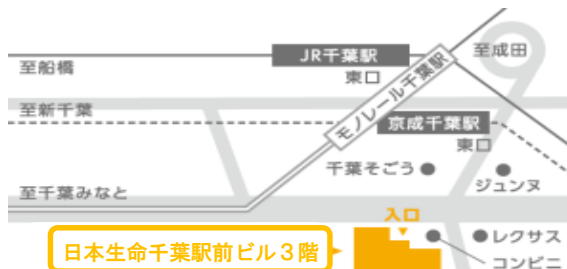 JR千葉駅
至成田
至船橋
東口
モノレール千葉駅
至新千葉
京成千葉駅
東口
千葉そごう
ジュンヌ
至千葉みなと
入口
レクサス
日本生命千葉駅前ビル3階
コンビニ